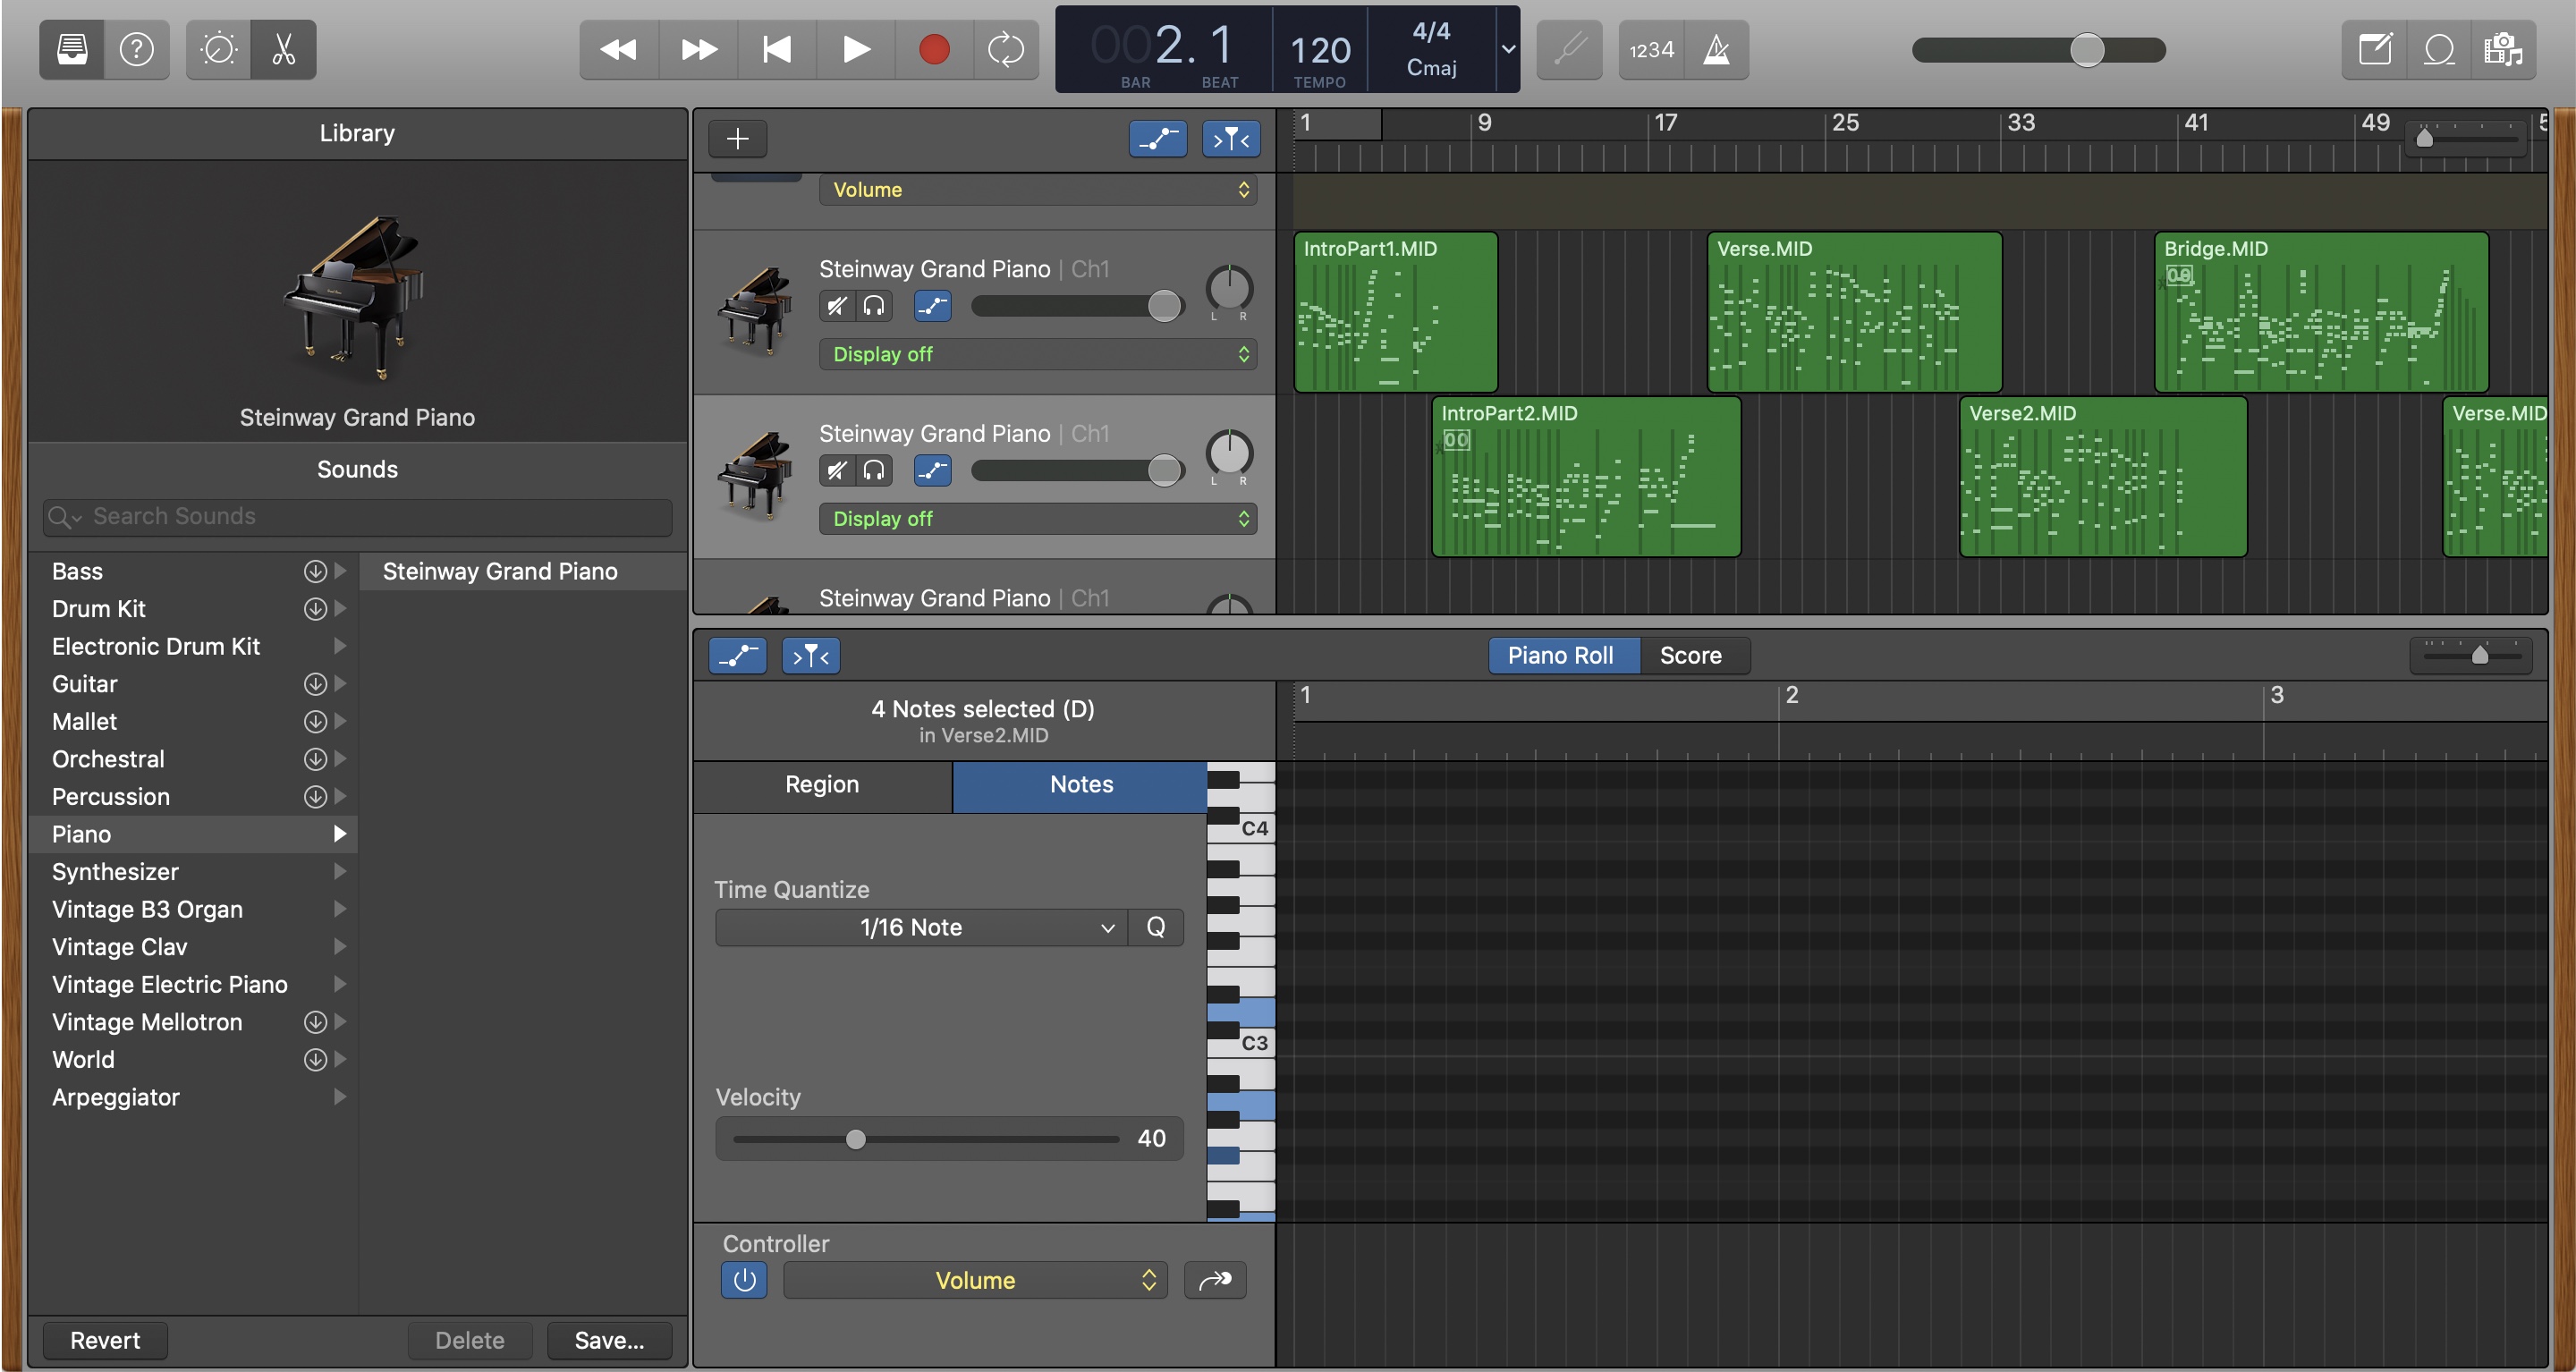 002. 1
BAR BEAT
120
TEMPO
4/4
Cmaj
1234
Library
Steinway Grand Piano
Sounds
Search Sounds
Bass
Drum Kit
Electronic Drum Kit
Guitar
Mallet
Orchestral
Percussion
Piano
Synthesizer
Vintage B3 Organ
Vintage Clav
Vintage Electric Piano
Vintage Mellotron
World
Arpeggiator
Steinway Grand Piano
Revert
Delete
Save...
1 9 17 25 33 41 49
Volume
Steinway Grand Piano | Ch1
L R
Display off
Steinway Grand Piano | Ch1
L R
Display off
Steinway Grand Piano | Ch1
IntroPart1.MID
Verse.MID
Bridge.MID
IntroPart2.MID
Verse2.MID
Verse.MID
Piano Roll
Score
4 Notes selected (D)
in Verse2.MID
1 2 3
Region
Notes
C4
Time Quantize
1/16 Note
Q
C3
Velocity
40
Controller
Volume